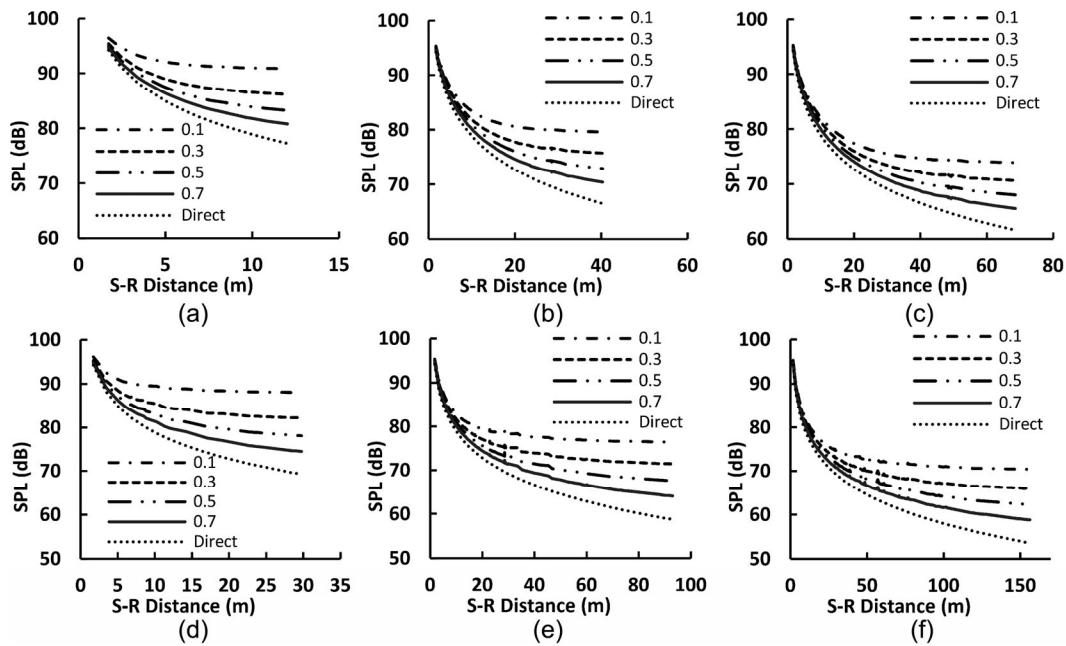 100
90
80
70
60
SPL (dB)
0.1
0.3
0.5
0.7
Direct
0 5 10 15
S-R Distance (m)
(a)
100
90
80
70
60
SPL (dB)
0.1
0.3
0.5
0.7
Direct
0 20 40 60
S-R Distance (m)
(b)
100
90
80
70
60
SPL (dB)
0.1
0.3
0.5
0.7
Direct
0 20 40 60 80
S-R Distance (m)
(c)
100
90
80
70
60
50
SPL (dB)
0.1
0.3
0.5
0.7
Direct
0 5 10 15 20 25 30 35
S-R Distance (m)
(d)
100
90
80
70
60
50
SPL (dB)
0.1
0.3
0.5
0.7
Direct
0 20 40 60 80 100
S-R Distance (m)
(e)
100
90
80
70
60
50
SPL (dB)
0.1
0.3
0.5
0.7
Direct
0 50 100 150
S-R Distance (m)
(f)